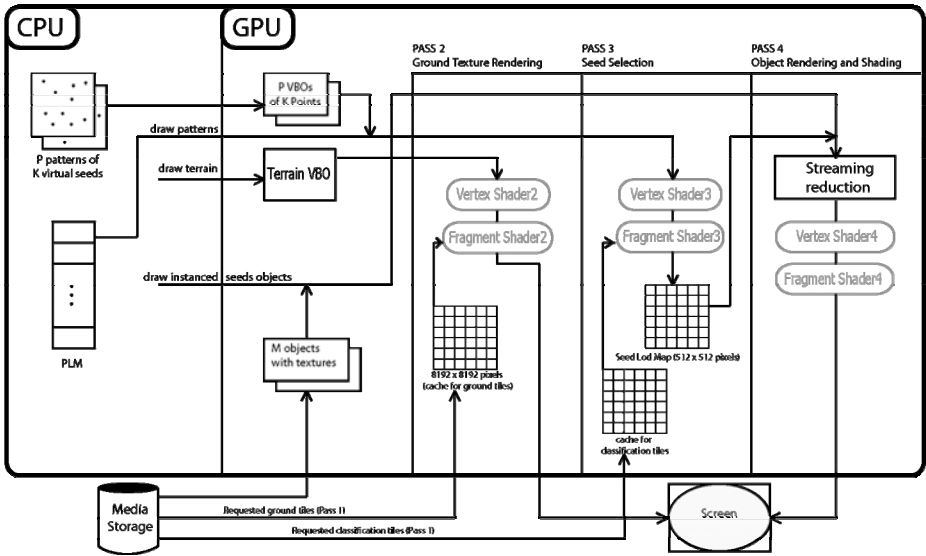 CPU
GPU
PASS 2
Ground Texture Rendering
PASS 3
Seed Selection
PASS 4
Object Rendering and Shading
P VBOs
of K Points
draw patterns
P patterns of
K virtual seeds
draw terrain
Terrain VBO
Streaming
reduction
Vertex Shader2
Vertex Shader3
Fragment Shader2
Fragment Shader3
Vertex Shader4
draw instanced seeds objects
Fragment Shader4
M objects
with textures
Seed Lod Map (512 x 512 pixels)
PLM
8192 x 8192 pixels
(cache for ground tiles)
cache for
classification tiles
Media
Storage
Requested ground tiles (Pass 1)
Requested classification tiles (Pass 1)
Screen